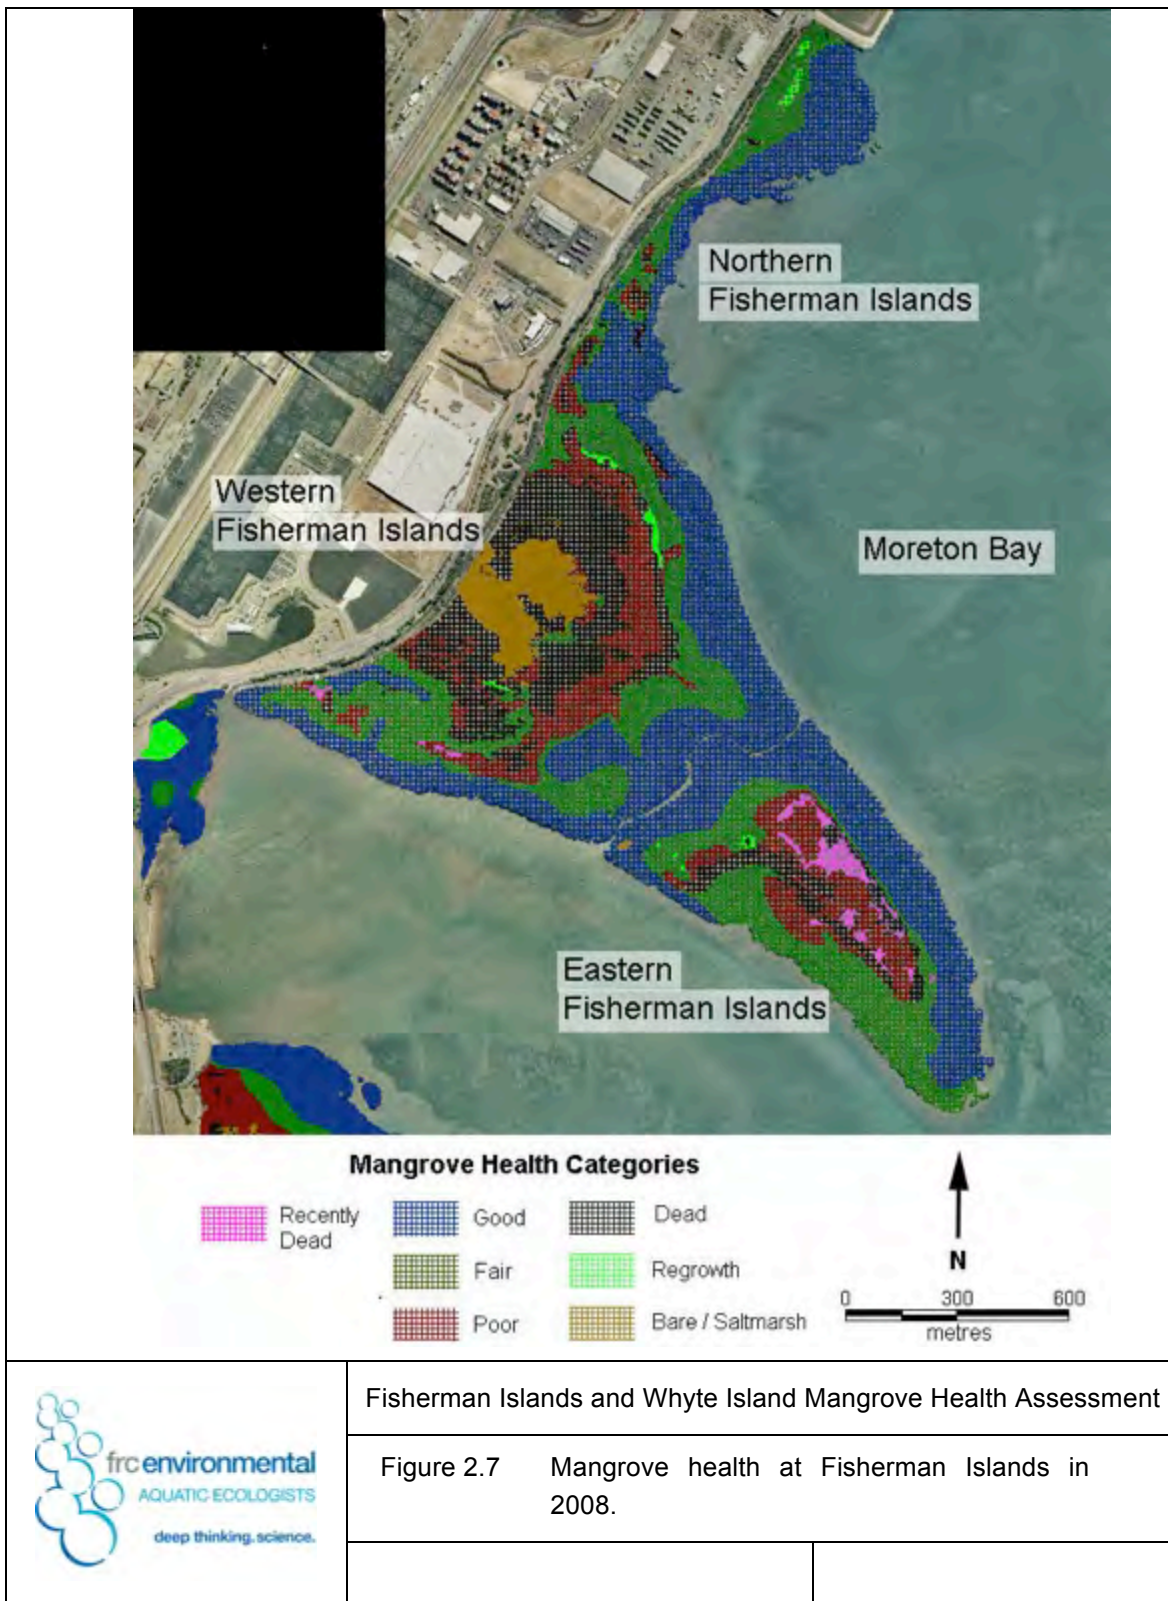 Northern
Fisherman Islands
Western
Fisherman Islands
Moreton Bay
Eastern
Fisherman Islands
Mangrove Health Categories
Recently
Dead
Good
Dead
Fair
Regrowth
Poor
Bare / Saltmarsh
N
0 300 600
metres
frc environmental
AQUATIC ECOLOGISTS
deep thinking. science.
Fisherman Islands and Whyte Island Mangrove Health Assessment
Figure 2.7 Mangrove health at Fisherman Islands in
2008.